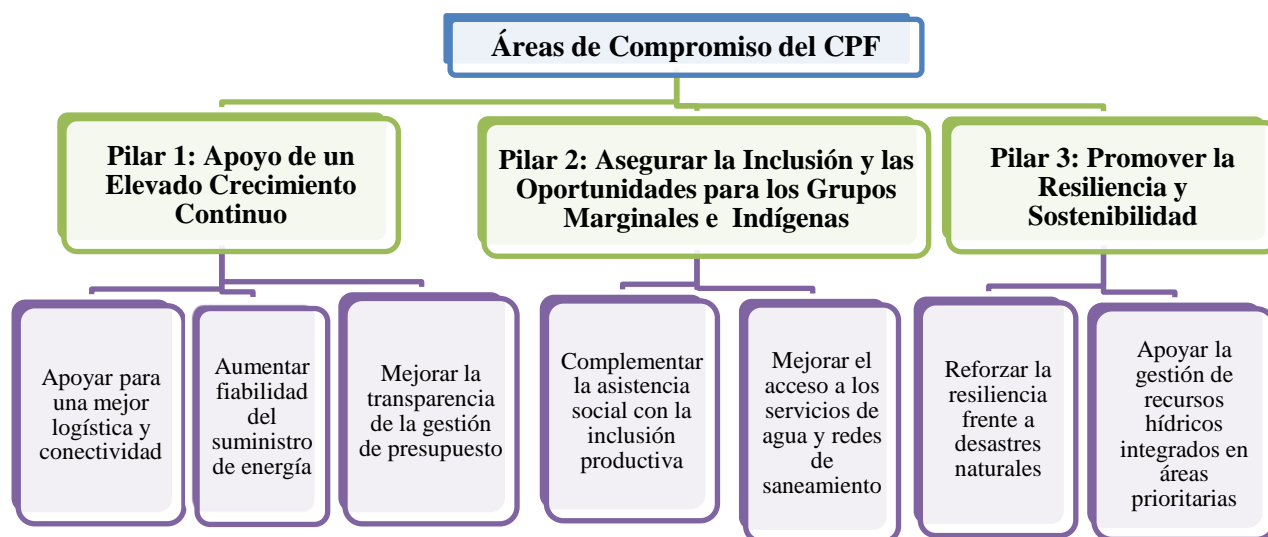 Áreas de Compromiso del CPF
Pilar 1: Apoyo de un
Elevado Crecimiento
Continuo
Pilar 2: Asegurar la Inclusión y las
Oportunidades para los Grupos
Marginales e Indígenas
Pilar 3: Promover la
Resiliencia y
Sostenibilidad
Apoyar para
una mejor
logística y
conectividad
Aumentar
fiabilidad
del
suministro
de energía
Mejorar la
transparencia
de la gestión
de presupuesto
Complementar
la asistencia
social con la
inclusión
productiva
Mejorar el
acceso a los
servicios de
agua y redes
de
saneamiento
Reforzar la
resiliencia
frente a
desastres
naturales
Apoyar la
gestión de
recursos
hídricos
integrados en
áreas
prioritarias